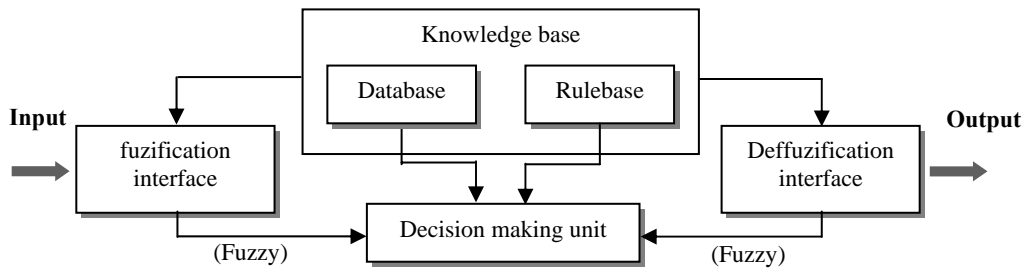 Knowledge base
Database
Rulebase
Input
Output
fuzification
interface
Deffuzification
interface
Decision making unit
(Fuzzy)
(Fuzzy)